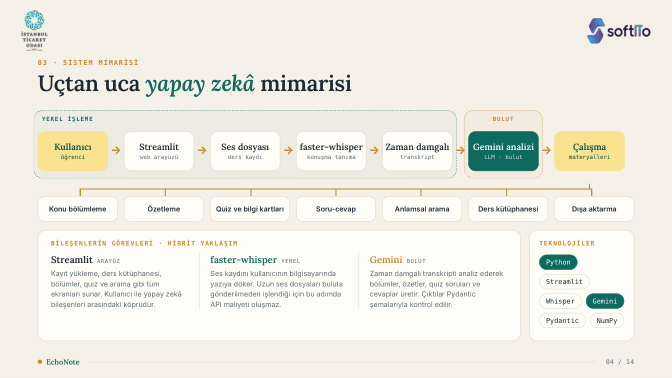 İSTANBUL
TİCARET
ODASI
softITo
03 · SİSTEM MİMARİSİ
Uçtan uca yapay zekâ mimarisi
YEREL İŞLEME
BULUT
Kullanıcı
öğrenci
Streamlit
web arayüzü
Ses dosyası
ders kaydı
faster-whisper
konuşma tanıma
Zaman damgalı
transkript
Gemini analizi
LLM · bulut
Çalışma
materyalleri
Konu bölümleme
Özetleme
Quiz ve bilgi kartları
Soru-cevap
Anlamsal arama
Ders kütüphanesi
Dışa aktarma
BİLEŞENLERİN GÖREVLERİ · HİBRİT YAKLAŞIM
Streamlit ARAYÜZ
Kayıt yükleme, ders kütüphanesi,
bölümler, quiz ve arama gibi tüm
ekranları sunar. Kullanıcı ile yapay zekâ
bileşenleri arasındaki köprüdür.
faster-whisper YEREL
Ses kaydını kullanıcının bilgisayarında
yazıya döker. Uzun ses dosyaları buluta
gönderilmeden işlendiği için bu adımda
API maliyeti oluşmaz.
Gemini BULUT
Zaman damgalı transkripti analiz ederek
bölümler, özetler, quiz soruları ve
cevaplar üretir. Çıktılar Pydantic
şemalarıyla kontrol edilir.
TEKNOLOJİLER
Python
Streamlit
Whisper Gemini
Pydantic NumPy
EchoNote
04 / 14